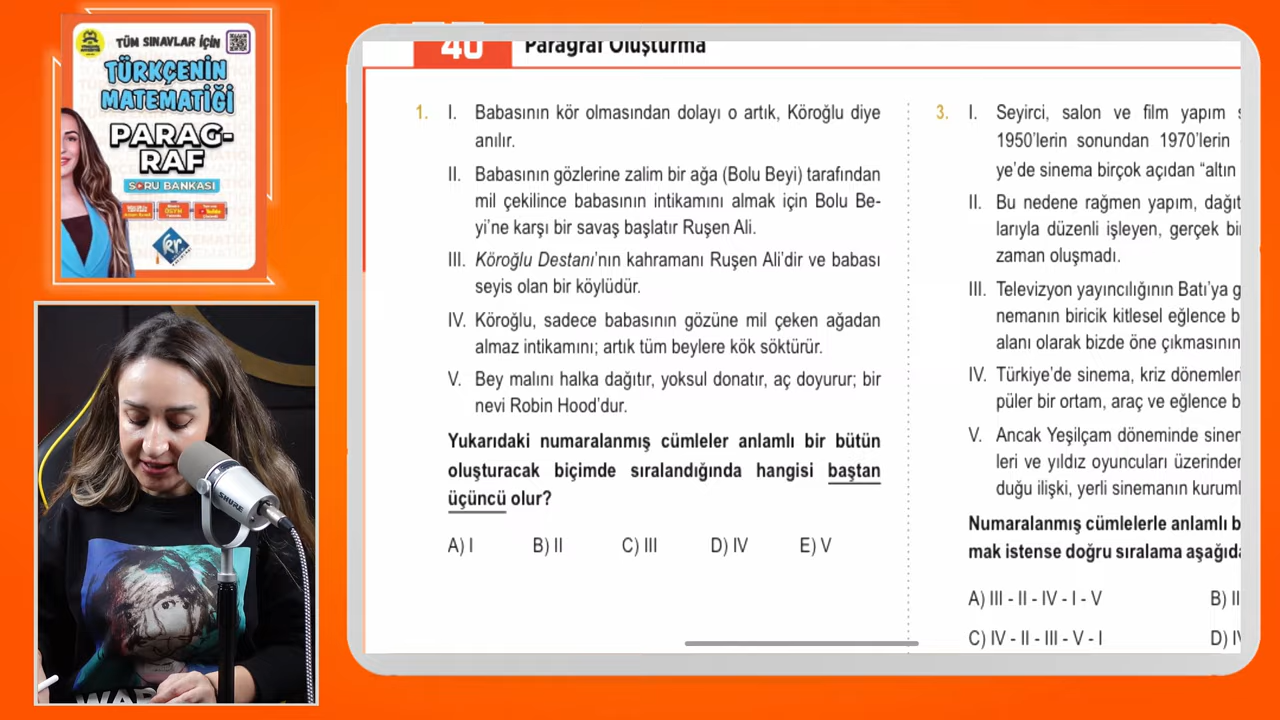 TÜM SINAVLAR İÇİN
TÜRKÇENİN
MATEMATİĞİ
PARAG-
RAF
SORU BANKASI
SHURE
40 Paragraf Oluşturma
1. I. Babasının kör olmasından dolayı o artık, Köroğlu diye
anılır.
II. Babasının gözlerine zalim bir ağa (Bolu Beyi) tarafından
mil çekilince babasının intikamını almak için Bolu Be-
yi’ne karşı bir savaş başlatır Ruşen Ali.
III. Köroğlu Destanı’nın kahramanı Ruşen Ali’dir ve babası
seyis olan bir köylüdür.
IV. Köroğlu, sadece babasının gözüne mil çeken ağadan
almaz intikamını; artık tüm beylere kök söktürür.
V. Bey malını halka dağıtır, yoksul donatır, aç doyurur; bir
nevi Robin Hood’dur.
Yukarıdaki numaralanmış cümleler anlamlı bir bütün
oluşturacak biçimde sıralandığında hangisi baştan
üçüncü olur?
A) I B) II C) III D) IV E) V
3. I. Seyirci, salon ve film yapım
1950’lerin sonundan 1970’lerin
ye’de sinema birçok açıdan “altın
II. Bu nedene rağmen yapım, dağıt
larıyla düzenli işleyen, gerçek bi
zaman oluşmadı.
III. Televizyon yayıncılığının Batı’ya g
nemanın biricik kitlesel eğlence b
alanı olarak bizde öne çıkmasının
IV. Türkiye’de sinema, kriz dönemleri
püler bir ortam, araç ve eğlence b
V. Ancak Yeşilçam döneminde siner
leri ve yıldız oyuncuları üzerinden
duğu ilişki, yerli sinemanın kuruml
Numaralanmış cümlelerle anlamlı b
mak istense doğru sıralama aşağıda
A) III - II - IV - I - V B) II
C) IV - II - III - V - I D) IV